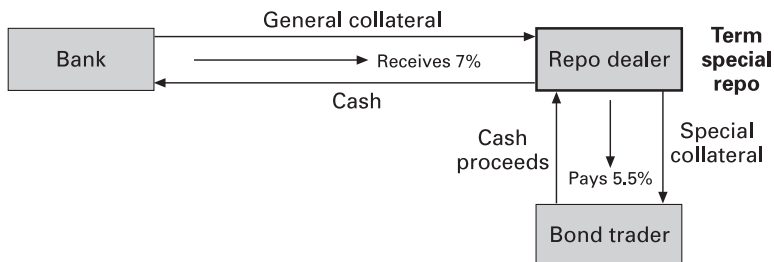 General collateral
Bank
Receives 7%
Repo dealer
Term
special
repo
Cash
Cash
proceeds
Special
collateral
Pays 5.5%
Bond trader